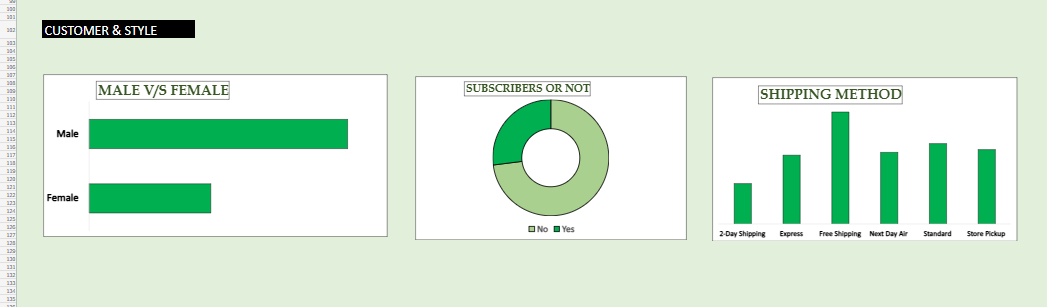 CUSTOMER & STYLE
MALE V/S FEMALE
Male
Female
SUBSCRIBERS OR NOT
No Yes
SHIPPING METHOD
2-Day Shipping Express Free Shipping Next Day Air Standard Store Pickup